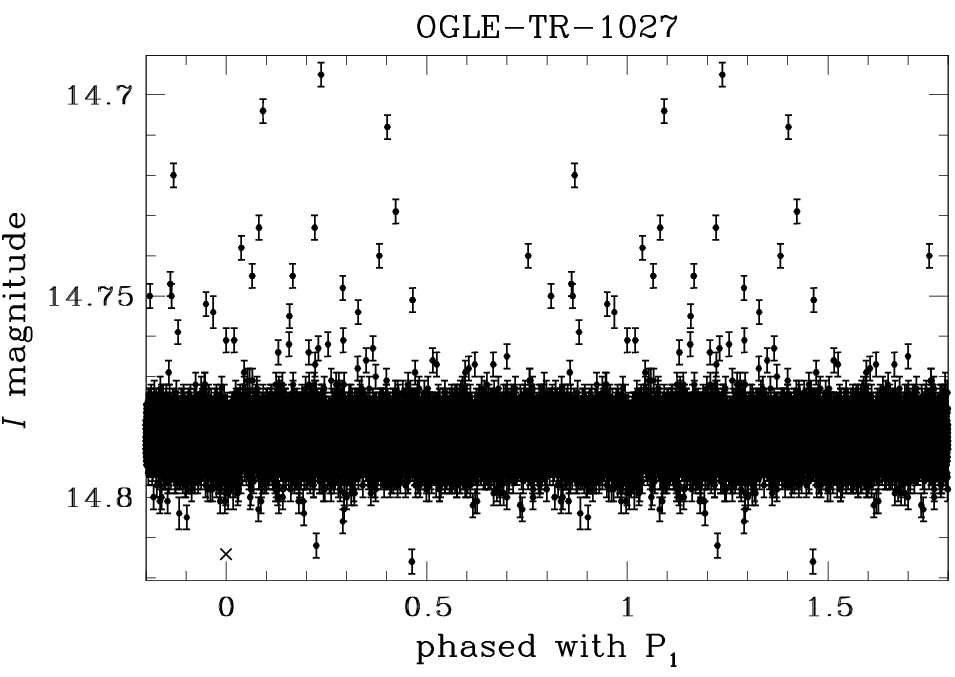 OGLE-TR-1027
14.7
14.75
14.8
I magnitude
0 0.5 1 1.5
phased with P₁